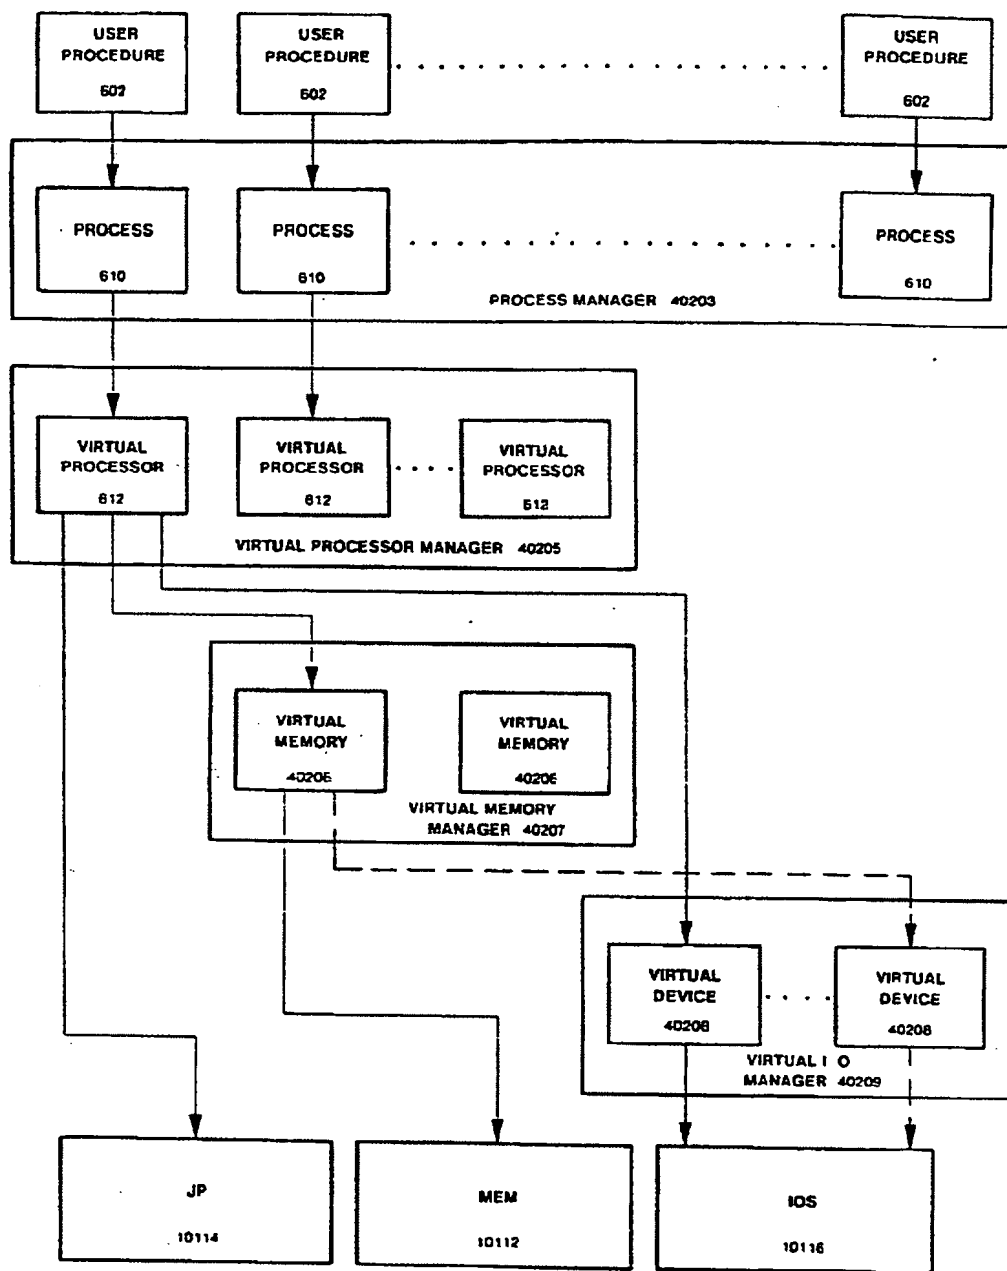 USER
PROCEDURE
602
USER
PROCEDURE
602
USER
PROCEDURE
602
PROCESS
610
PROCESS
610
PROCESS
610
PROCESS MANAGER 40203
VIRTUAL
PROCESSOR
612
VIRTUAL
PROCESSOR
612
VIRTUAL
PROCESSOR
612
VIRTUAL PROCESSOR MANAGER 40205
VIRTUAL
MEMORY
40206
VIRTUAL
MEMORY
40206
VIRTUAL MEMORY
MANAGER 40207
VIRTUAL
DEVICE
40208
VIRTUAL
DEVICE
40208
VIRTUAL I O
MANAGER 40209
JP
10114
MEM
10112
IOS
10116